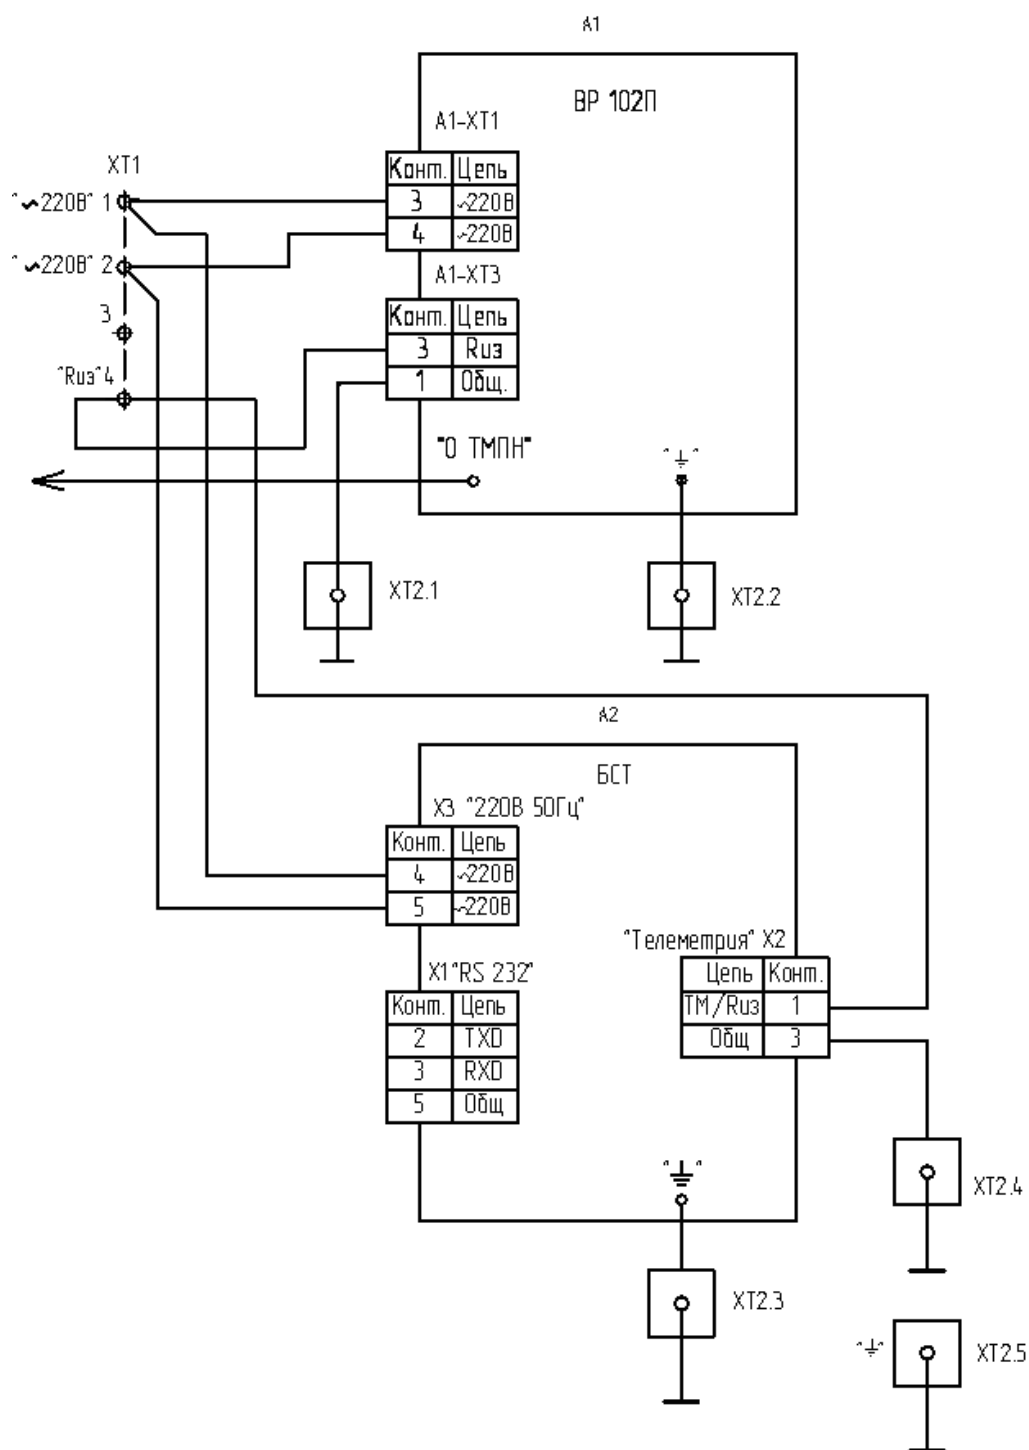 А1
ВР 102П
А1-ХТ1
Конт. Цепь
3 ~220В
4 ~220В
ХТ1
"~220В" 1
"~220В" 2
3
"Rиз"4
А1-ХТ3
Конт. Цепь
3 Rиз
1 Общ.
"О ТМПН"
"⏚"
ХТ2.1
ХТ2.2
А2
БСТ
Х3 "220В 50Гц"
Конт. Цепь
4 ~220В
5 ~220В
"Телеметрия" Х2
Цепь Конт.
ТМ/Rиз 1
Общ 3
Х1"RS 232"
Конт. Цепь
2 TXD
3 RXD
5 Общ
"⏚"
ХТ2.4
ХТ2.3
"⏚" ХТ2.5